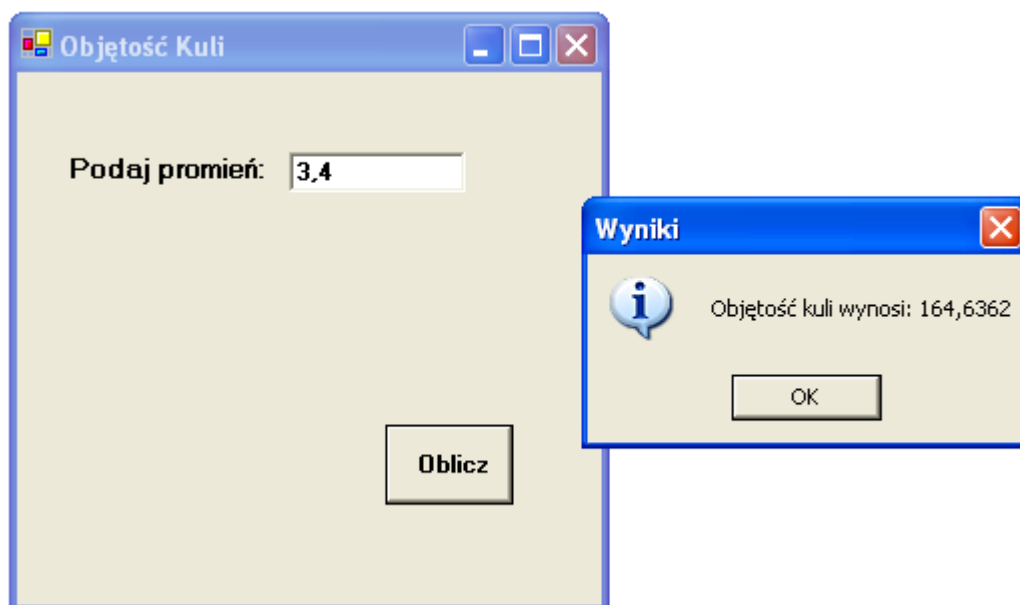 Objętość Kuli
Podaj promień: 3,4
Wyniki
Objętość kuli wynosi: 164,6362
OK
Oblicz